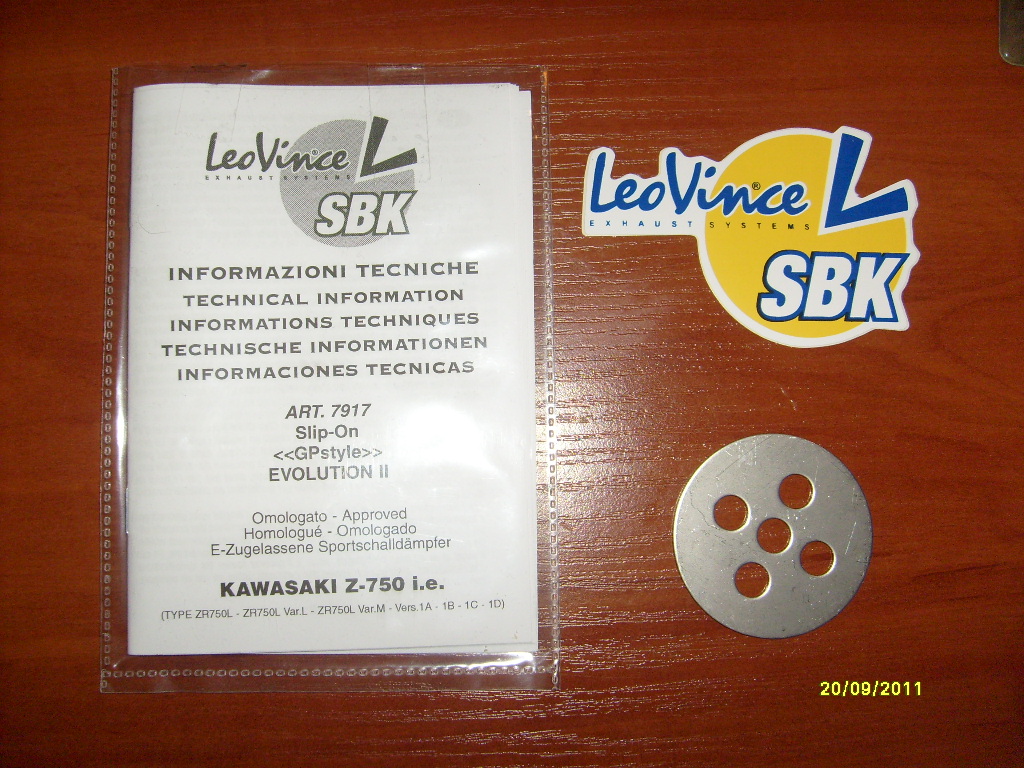 LeoVince L
EXHAUST SYSTEMS
SBK
INFORMAZIONI TECNICHE
TECHNICAL INFORMATION
INFORMATIONS TECHNIQUES
TECHNISCHE INFORMATIONEN
INFORMACIONES TECNICAS
ART. 7917
Slip-On
<<GPstyle>>
EVOLUTION II
Omologato - Approved
Homologué - Omologado
E-Zugelassene Sportschalldämpfer
KAWASAKI Z-750 i.e.
(TYPE ZR750L - ZR750L Var.L - ZR750L Var.M - Vers.1A - 1B - 1C - 1D)
LeoVince® L
EXHAUST SYSTEMS
SBK
20/09/2011